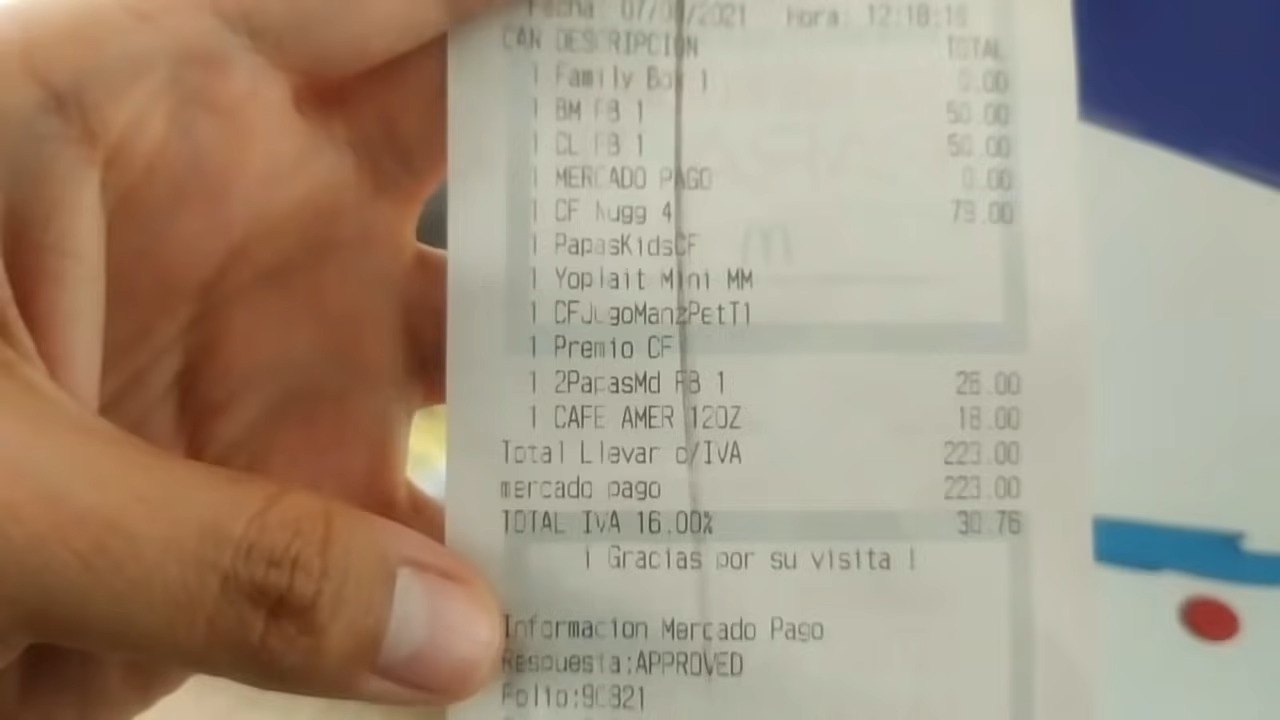 Fecha: 07/0 /2021 Hora: 12:18:16
CAN DESCRIPCION TOTAL
1 Family Box 1 0.00
1 BM FB 1 50.00
1 CL FB 1 50.00
1 MERCADO PAGO 0.00
1 CF Nugg 4 79.00
1 PapasKidsCF
1 Yoplait Mini MM
1 CFJugoManzPetT1
1 Premio CF
1 2PapasMd FB 1 26.00
1 CAFE AMER 12OZ 18.00
Total Llevar c/IVA 223.00
mercado pago 223.00
TOTAL IVA 16.00% 30.76
¡ Gracias por su visita !
Informacion Mercado Pago
Respuesta:APPROVED
Folio: